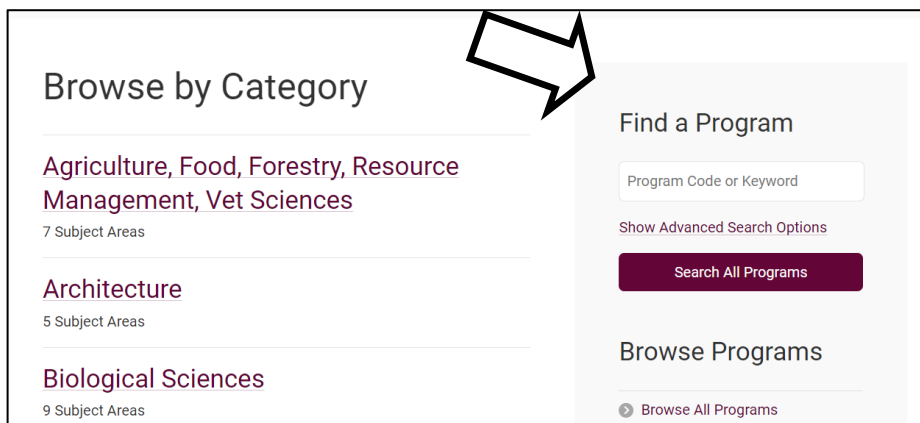 Browse by Category
Agriculture, Food, Forestry, Resource
Management, Vet Sciences
7 Subject Areas
Architecture
5 Subject Areas
Biological Sciences
9 Subject Areas
Find a Program
Program Code or Keyword
Show Advanced Search Options
Search All Programs
Browse Programs
Browse All Programs